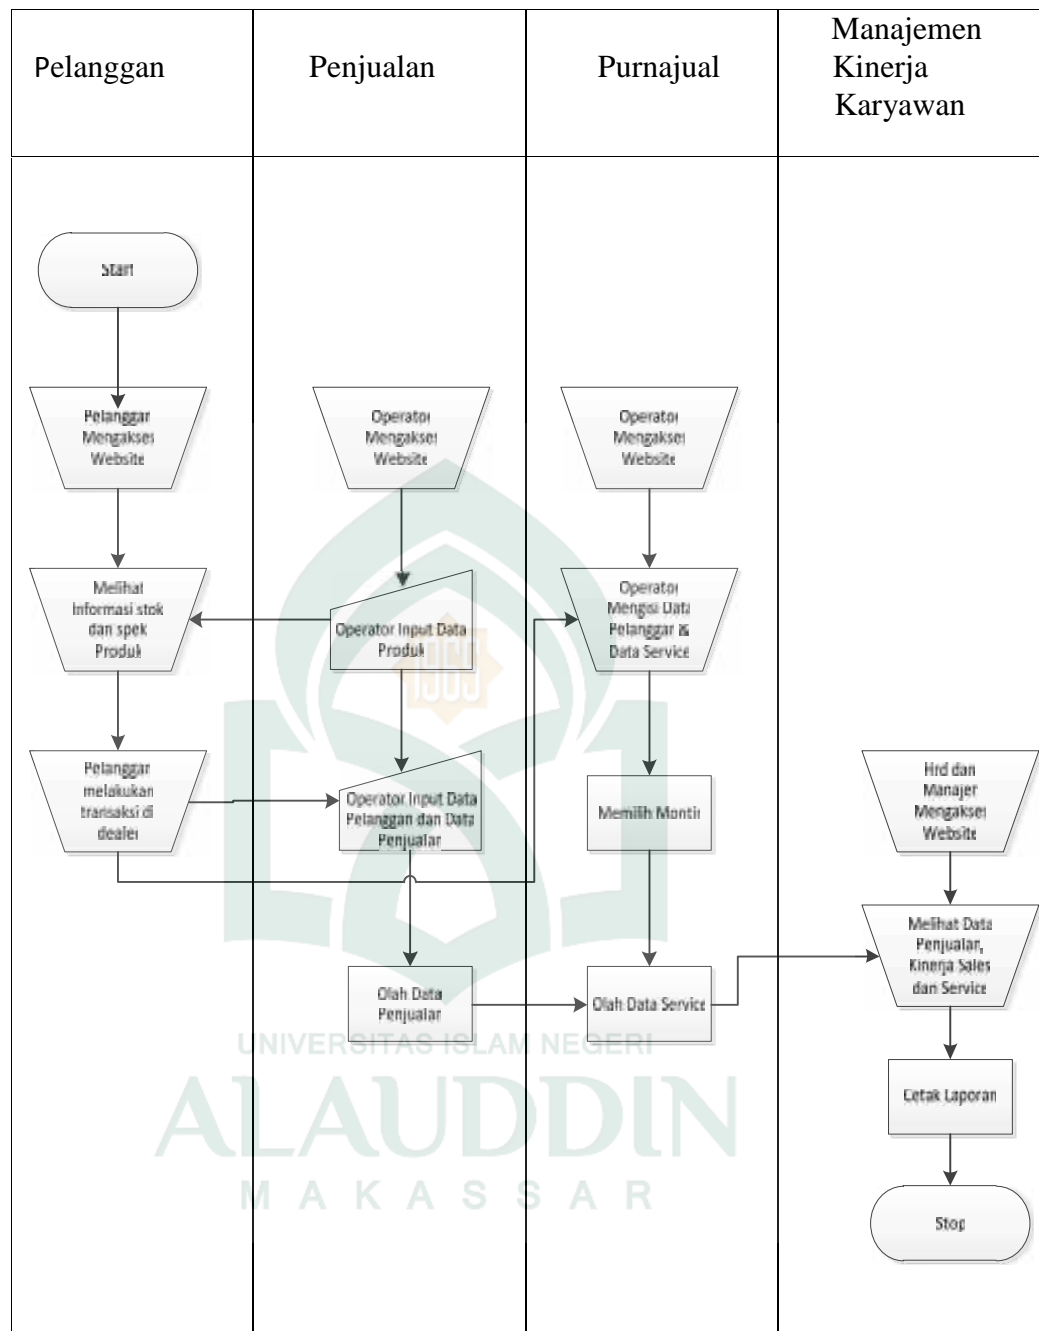 Pelanggan
Penjualan
Purnajual
Manajemen
Kinerja
Karyawan
Start
Pelanggan
Mengakses
Website
Operator
Mengakses
Website
Operator
Mengakses
Website
Melihat
Informasi stok
dan spek
Produk
Operator Input Data
Produk
Operator
Mengisi Data
Pelanggan &
Data Service
1965
Pelanggan
melakukan
transaksi di
dealer
Operator Input Data
Pelanggan dan Data
Penjualan
Memilih Montir
Hrd dan
Manajer
Mengakses
Website
Melihat Data
Penjualan,
Kinerja Sales
dan Service
Olah Data
Penjualan
Olah Data Service
UNIVERSITAS ISLAM NEGERI
ALAUDDIN
MAKASSAR
Cetak Laporan
Stop